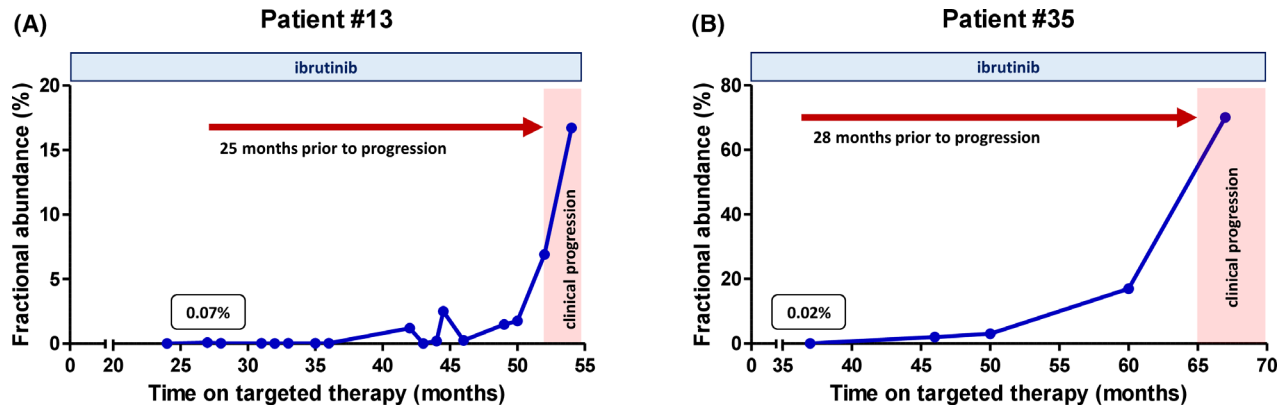 (A)
Patient #13
ibrutinib
Fractional abundance (%)
20
15
10
5
0
25 months prior to progression
0.07%
clinical progression
0 20 25 30 35 40 45 50 55
Time on targeted therapy (months)
(B)
Patient #35
ibrutinib
Fractional abundance (%)
80
60
40
20
0
28 months prior to progression
0.02%
clinical progression
0 35 40 45 50 55 60 65 70
Time on targeted therapy (months)